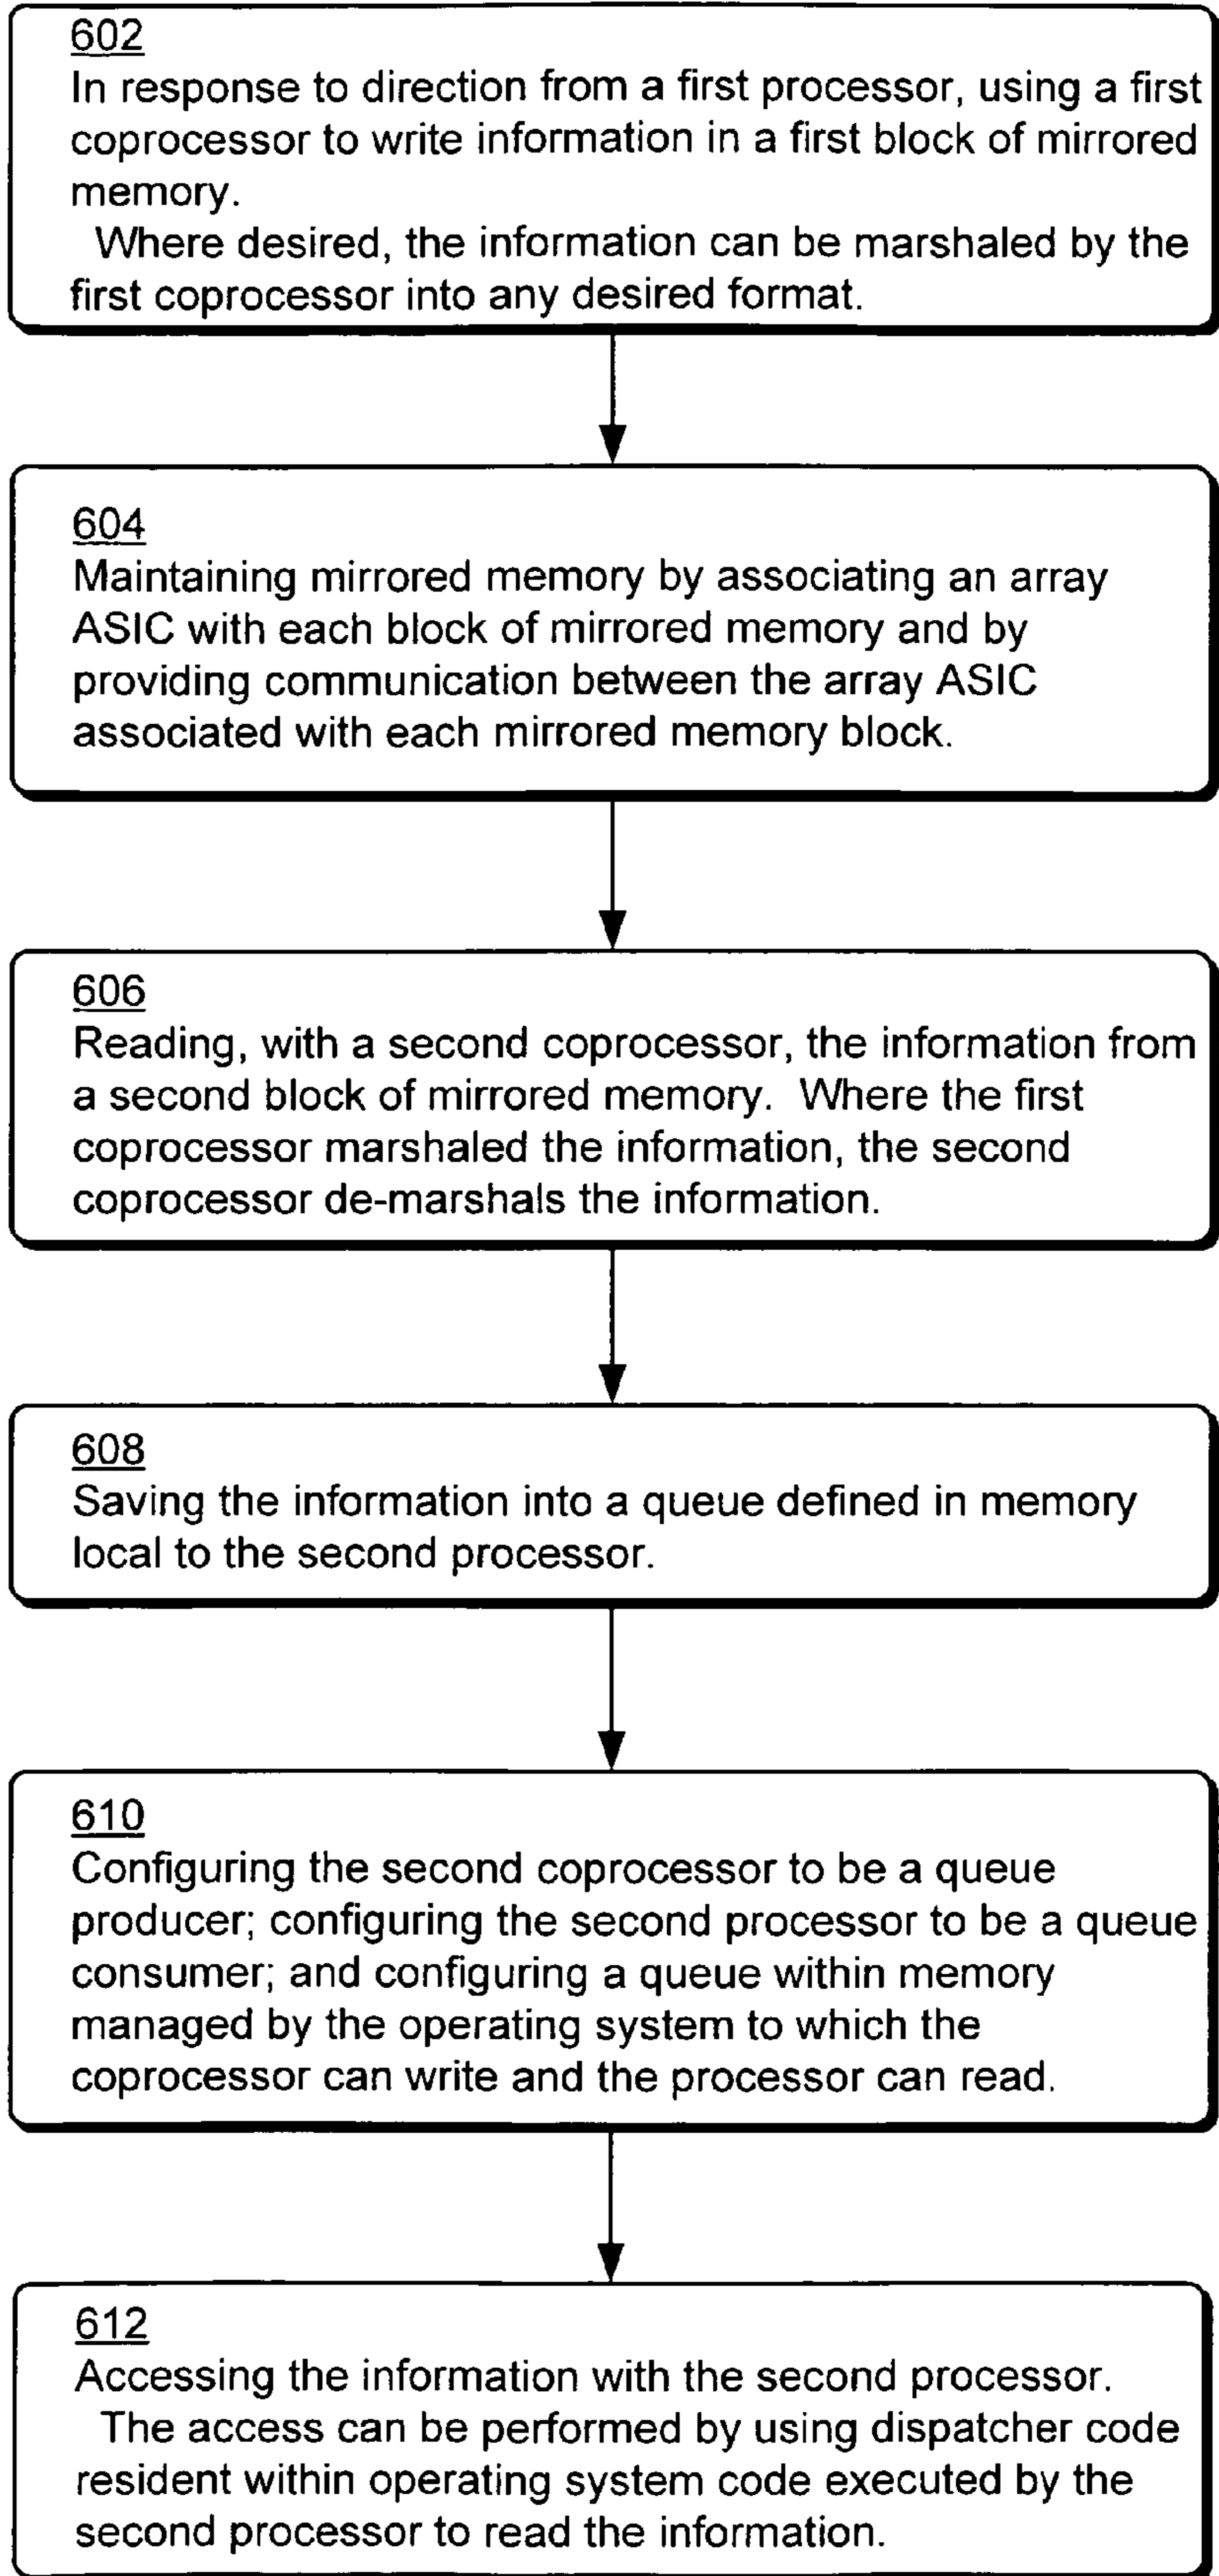 602
In response to direction from a first processor, using a first
coprocessor to write information in a first block of mirrored
memory.
Where desired, the information can be marshaled by the
first coprocessor into any desired format.
604
Maintaining mirrored memory by associating an array
ASIC with each block of mirrored memory and by
providing communication between the array ASIC
associated with each mirrored memory block.
606
Reading, with a second coprocessor, the information from
a second block of mirrored memory.  Where the first
coprocessor marshaled the information, the second
coprocessor de-marshals the information.
608
Saving the information into a queue defined in memory
local to the second processor.
610
Configuring the second coprocessor to be a queue
producer; configuring the second processor to be a queue
consumer; and configuring a queue within memory
managed by the operating system to which the
coprocessor can write and the processor can read.
612
Accessing the information with the second processor.
The access can be performed by using dispatcher code
resident within operating system code executed by the
second processor to read the information.